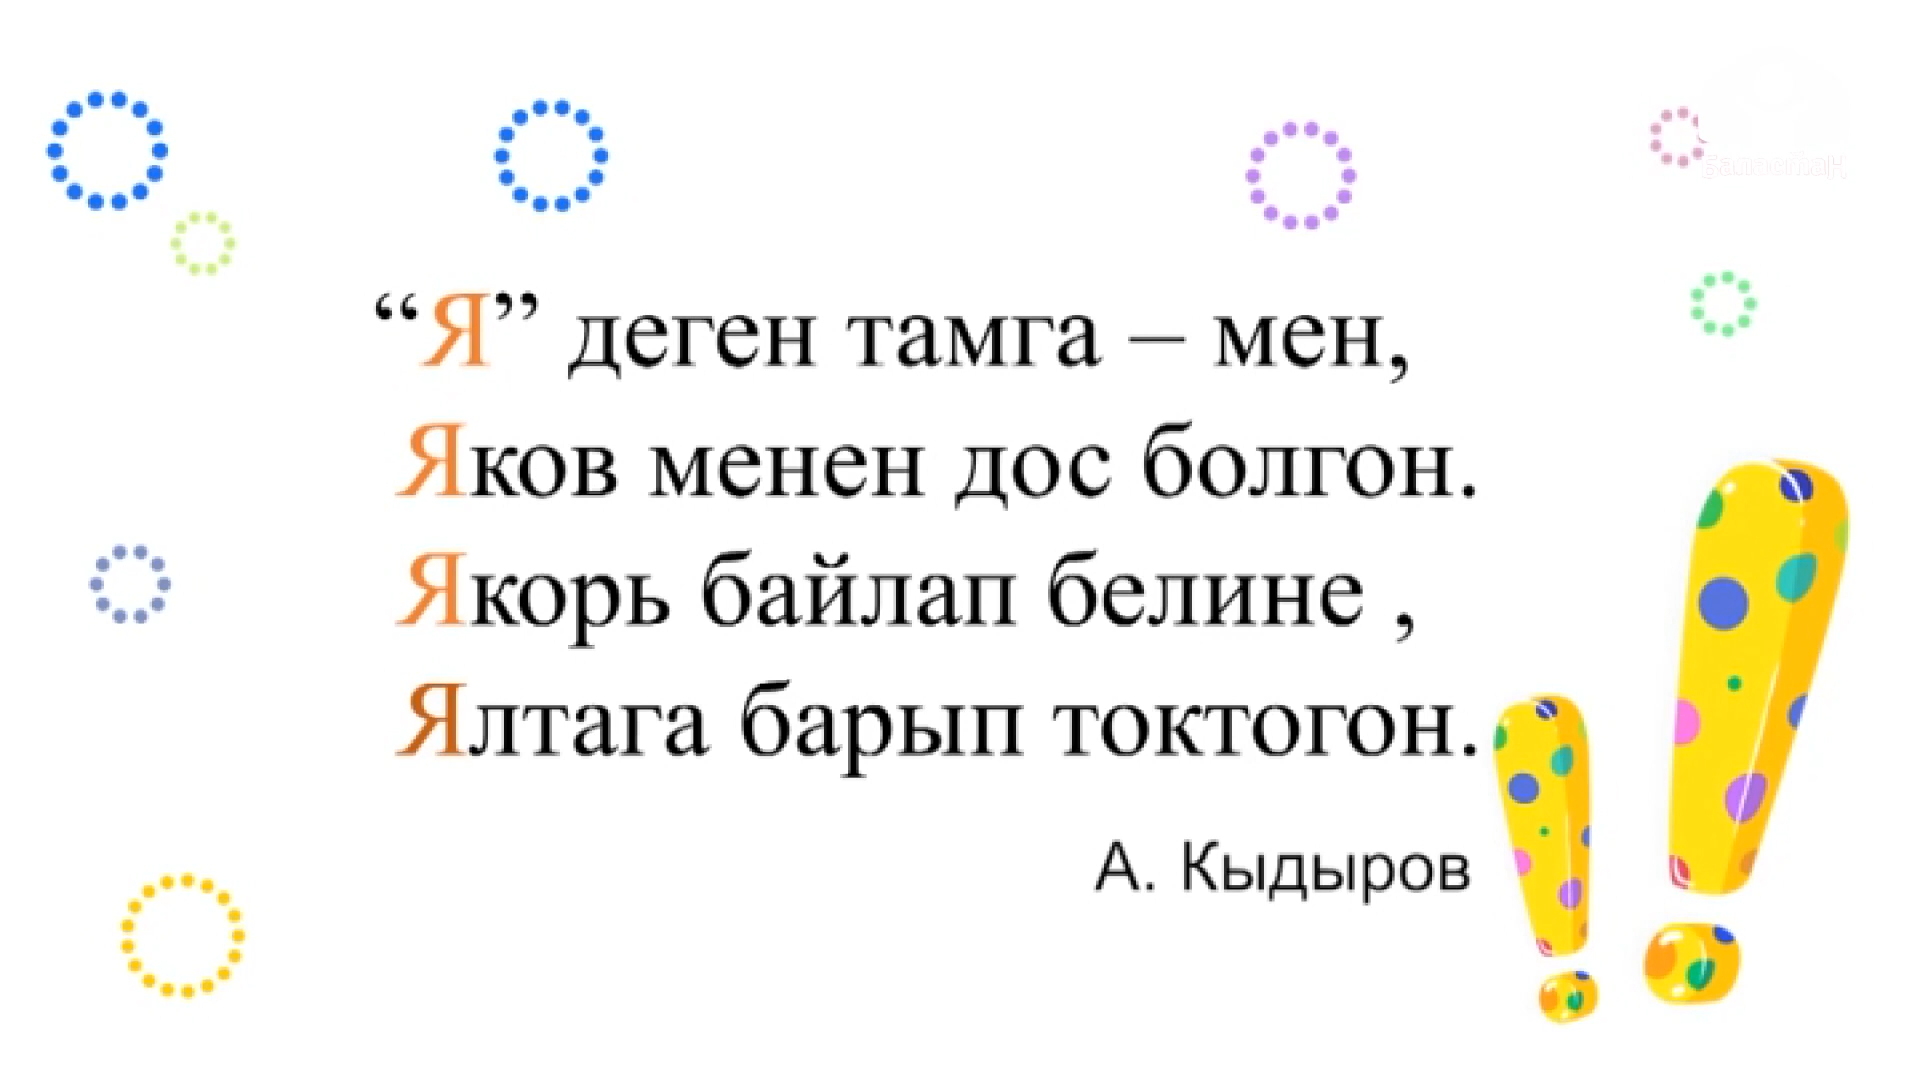 “Я” деген тамга – мен,
Яков менен дос болгон.
Якорь байлап белине ,
Ялтага барып токтогон.
А. Кыдыров